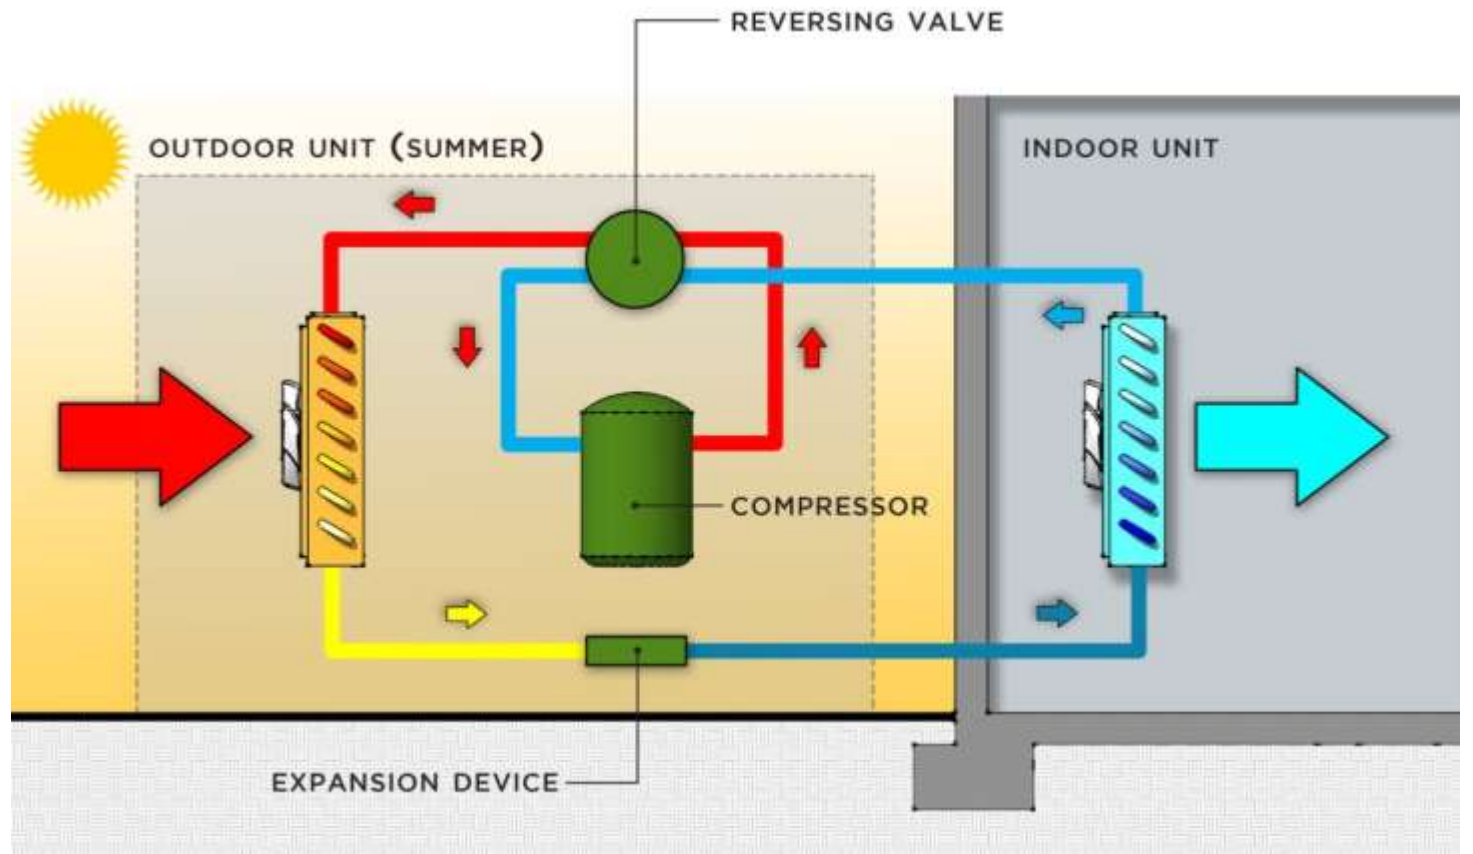 REVERSING VALVE
OUTDOOR UNIT (SUMMER)
INDOOR UNIT
COMPRESSOR
EXPANSION DEVICE